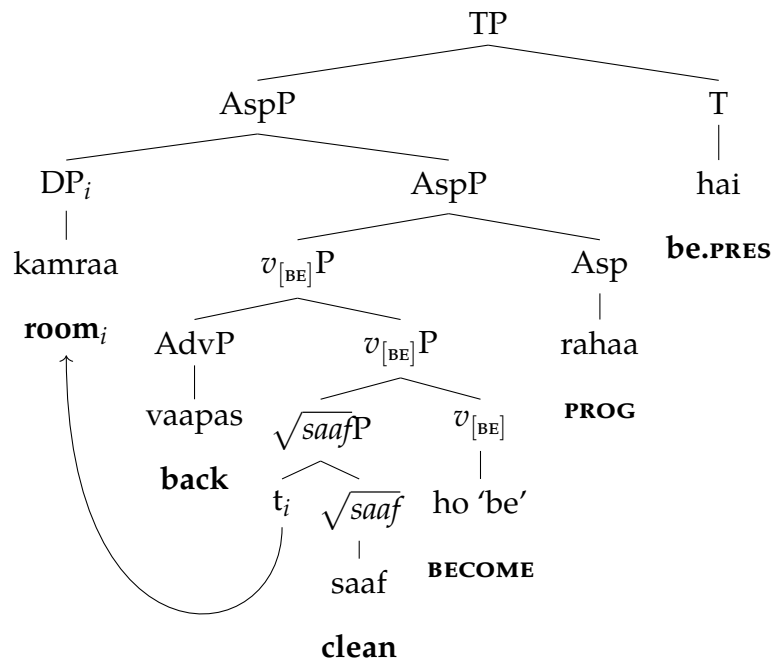 TP
AspP T
DPi AspP hai
kamraa v[BE]P Asp be.PRES
roomi AdvP v[BE]P rahaa
vaapas √saafP v[BE] PROG
back ti √saaf ho ‘be’
saaf BECOME
clean